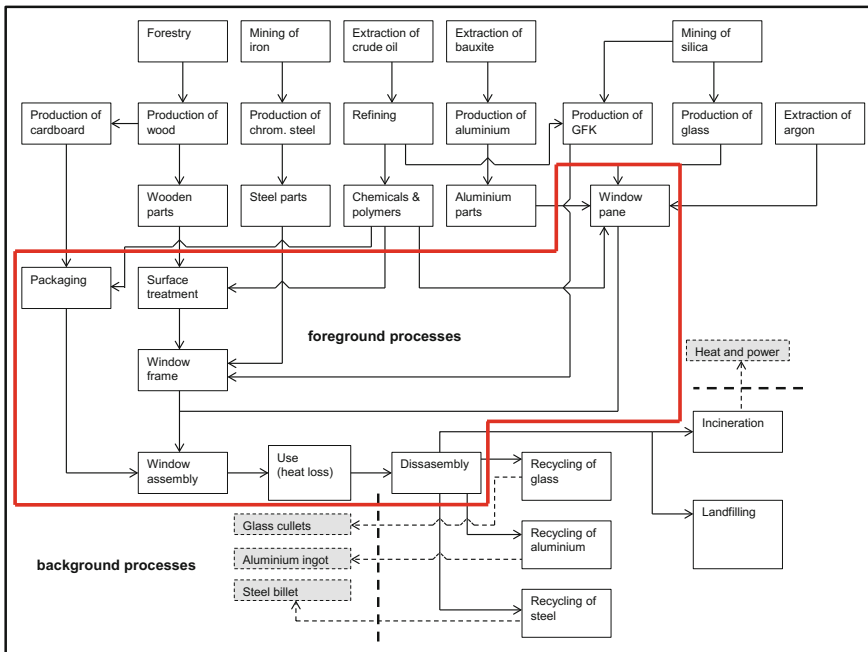 Forestry
Mining of
iron
Extraction of
crude oil
Extraction of
bauxite
Mining of
silica
Production of
cardboard
Production of
wood
Production of
chrom. steel
Refining
Production of
aluminium
Production of
GFK
Production of
glass
Extraction of
argon
Wooden
parts
Steel parts
Chemicals &
polymers
Aluminium
parts
Window
pane
Packaging
Surface
treatment
foreground processes
Window
frame
Heat and power
Incineration
Window
assembly
Use
(heat loss)
Dissasembly
Recycling of
glass
Landfilling
Glass cullets
Recycling of
aluminium
Aluminium ingot
background processes
Steel billet
Recycling of
steel